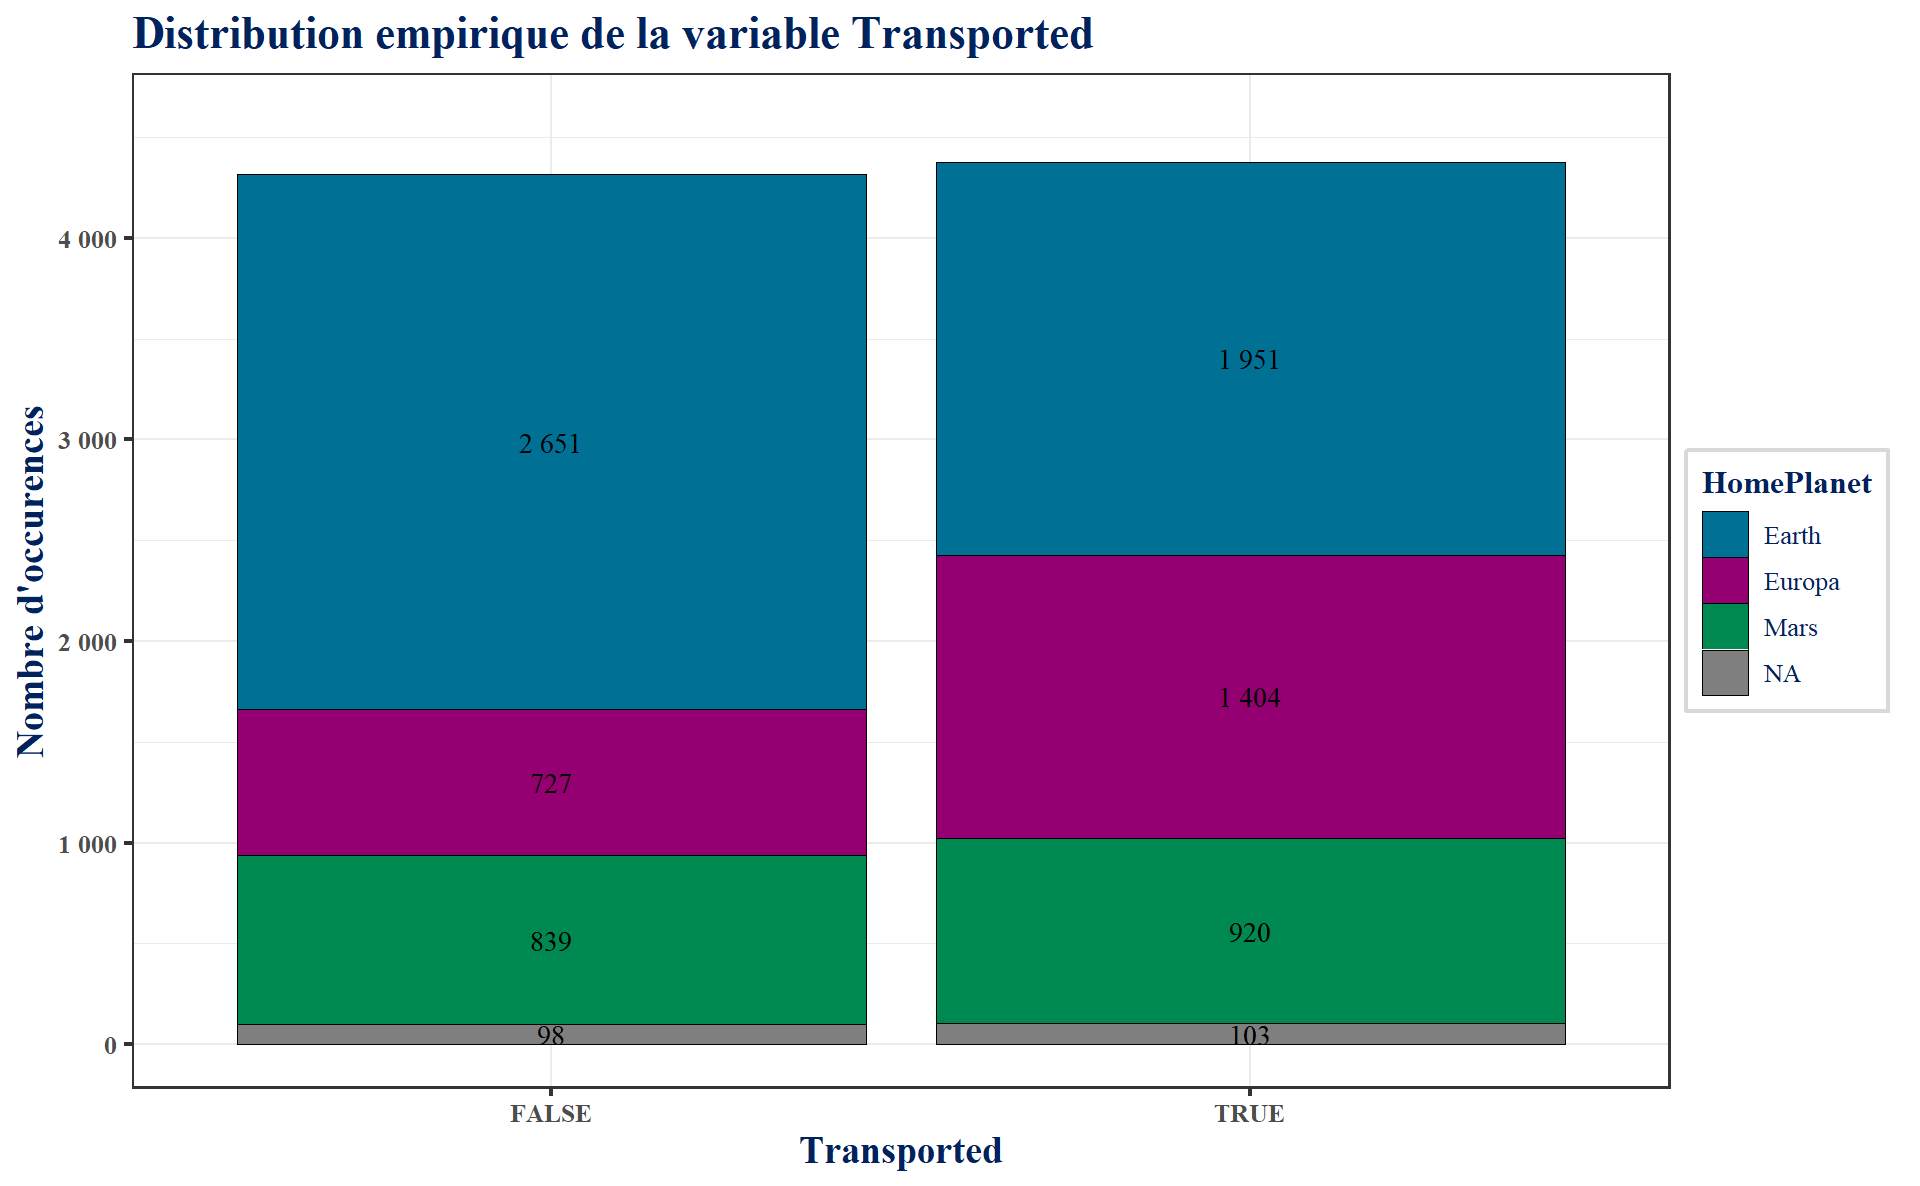 Distribution empirique de la variable Transported
Nombre d'occurences
4 000
3 000
2 000
1 000
0
2 651
727
839
98
1 951
1 404
920
103
FALSE
TRUE
Transported
HomePlanet
Earth
Europa
Mars
NA